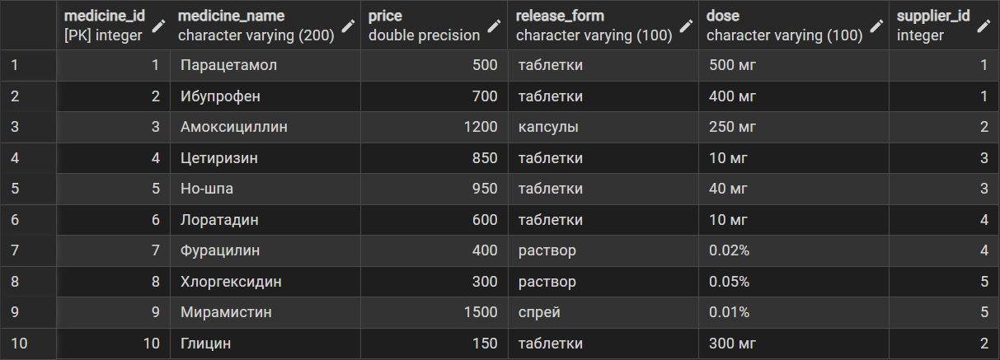 medicine_id medicine_name price release_form dose supplier_id
[PK] integer character varying (200) double precision character varying (100) character varying (100) integer
1 1 Парацетамол 500 таблетки 500 мг 1
2 2 Ибупрофен 700 таблетки 400 мг 1
3 3 Амоксициллин 1200 капсулы 250 мг 2
4 4 Цетиризин 850 таблетки 10 мг 3
5 5 Но-шпа 950 таблетки 40 мг 3
6 6 Лоратадин 600 таблетки 10 мг 4
7 7 Фурацилин 400 раствор 0.02% 4
8 8 Хлоргексидин 300 раствор 0.05% 5
9 9 Мирамистин 1500 спрей 0.01% 5
10 10 Глицин 150 таблетки 300 мг 2